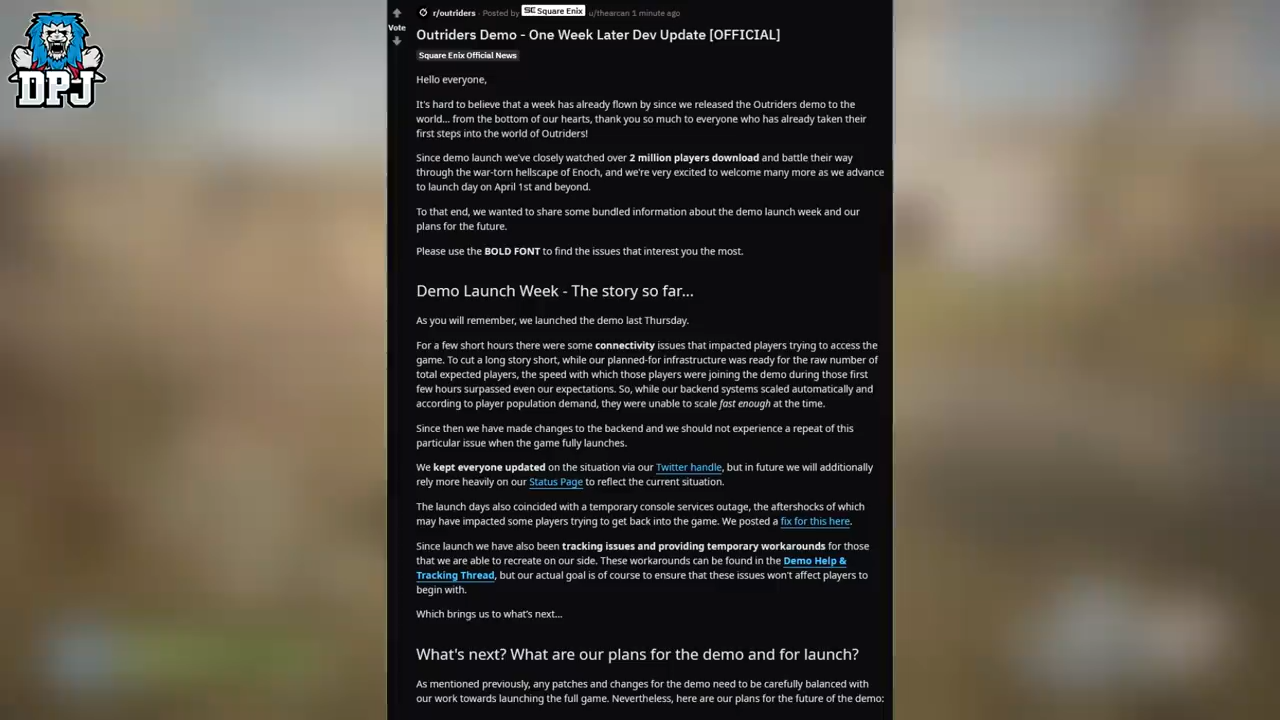 DPJ
r/outriders · Posted by SE Square Enix u/thearcan 1 minute ago
Vote
Outriders Demo - One Week Later Dev Update [OFFICIAL]
Square Enix Official News
Hello everyone,
It's hard to believe that a week has already flown by since we released the Outriders demo to the
world... from the bottom of our hearts, thank you so much to everyone who has already taken their
first steps into the world of Outriders!
Since demo launch we've closely watched over 2 million players download and battle their way
through the war-torn hellscape of Enoch, and we're very excited to welcome many more as we advance
to launch day on April 1st and beyond.
To that end, we wanted to share some bundled information about the demo launch week and our
plans for the future.
Please use the BOLD FONT to find the issues that interest you the most.
Demo Launch Week - The story so far...
As you will remember, we launched the demo last Thursday.
For a few short hours there were some connectivity issues that impacted players trying to access the
game. To cut a long story short, while our planned-for infrastructure was ready for the raw number of
total expected players, the speed with which those players were joining the demo during those first
few hours surpassed even our expectations. So, while our backend systems scaled automatically and
according to player population demand, they were unable to scale fast enough at the time.
Since then we have made changes to the backend and we should not experience a repeat of this
particular issue when the game fully launches.
We kept everyone updated on the situation via our Twitter handle, but in future we will additionally
rely more heavily on our Status Page to reflect the current situation.
The launch days also coincided with a temporary console services outage, the aftershocks of which
may have impacted some players trying to get back into the game. We posted a fix for this here.
Since launch we have also been tracking issues and providing temporary workarounds for those
that we are able to recreate on our side. These workarounds can be found in the Demo Help &
Tracking Thread, but our actual goal is of course to ensure that these issues won't affect players to
begin with.
Which brings us to what's next...
What's next? What are our plans for the demo and for launch?
As mentioned previously, any patches and changes for the demo need to be carefully balanced with
our work towards launching the full game. Nevertheless, here are our plans for the future of the demo: